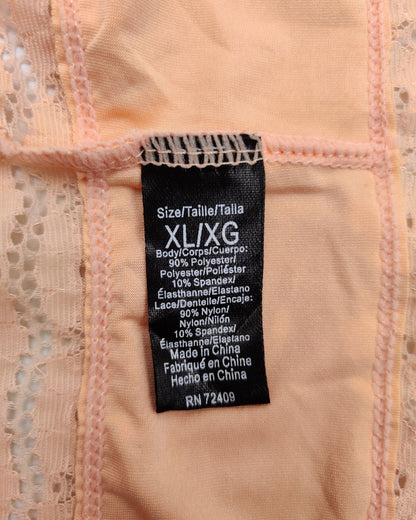 Size/Taille/Talla
XL/XG
Body/Corps/Cuerpo:
90% Polyester/
Polyester/Poliéster
10% Spandex/
Élasthanne/Elastano
Lace/Dentelle/Encaje:
90% Nylon/
Nylon/Nilón
10% Spandex/
Élasthanne/Elastano
Made in China
Fabriqué en China
Hecho en China
RN 72409